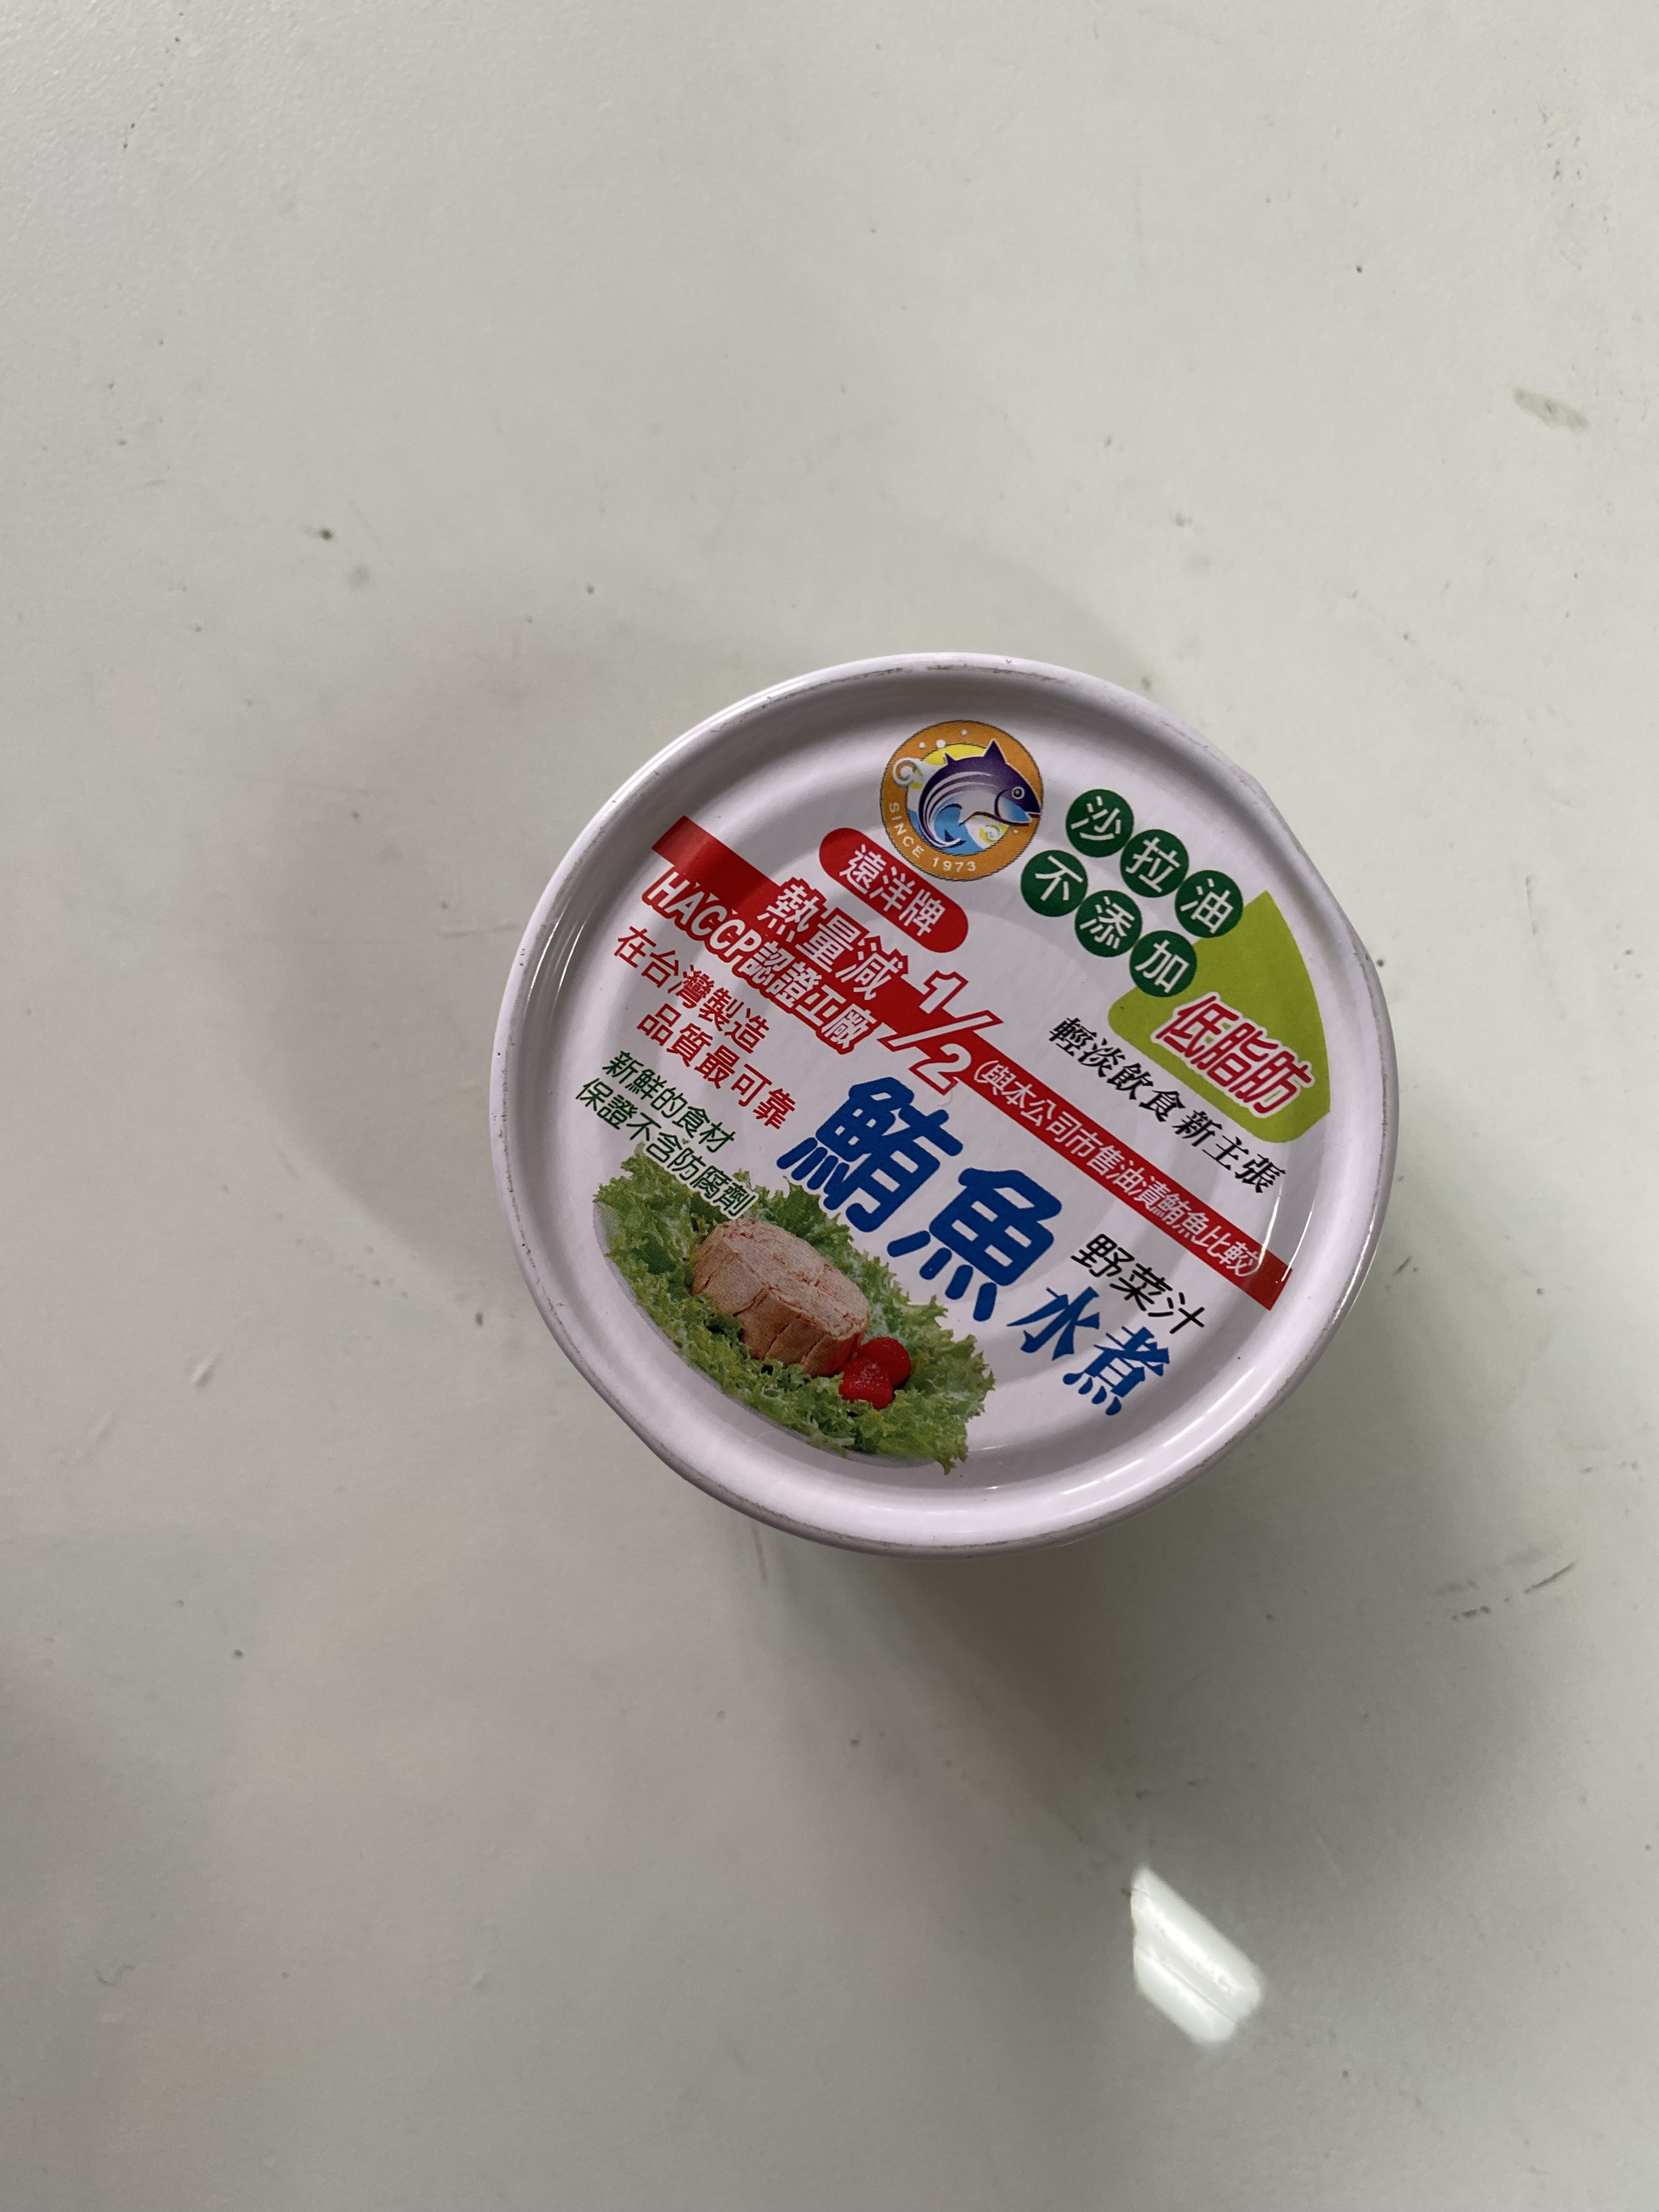 SINCE 1973
沙拉油
不添加
遠洋牌
低脂肪
輕淡飲食新主張
熱量減1/2(與本公司市售油漬鮪魚比較)
HACCP認證工廠
在台灣製造
品質最可靠
新鮮的食材
保證不含防腐劑
鮪魚
野菜汁
水煮